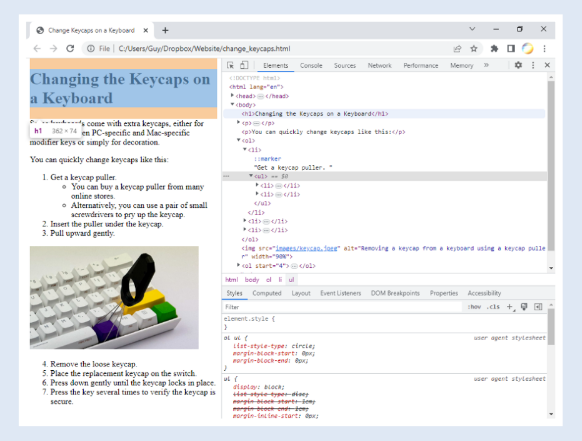 Change Keycaps on a Keyboard
File | C:/Users/Guy/Dropbox/Website/change_keycaps.html
Changing the Keycaps on
a Keyboard
come with extra keycaps, either for
h1 362 × 74
PC-specific and Mac-specific
modifier keys or simply for decoration.
You can quickly change keycaps like this:
1. Get a keycap puller.
You can buy a keycap puller from many
online stores.
Alternatively, you can use a pair of small
screwdrivers to pry up the keycap.
2. Insert the puller under the keycap.
3. Pull upward gently.
4. Remove the loose keycap.
5. Place the replacement keycap on the switch.
6. Press down gently until the keycap locks in place.
7. Press the key several times to verify the keycap is
secure.
Elements Console Sources Network Performance Memory »
<!DOCTYPE html>
<html lang="en">
<head>…</head>
<body>
<h1>Changing the Keycaps on a Keyboard</h1>
<p>…</p>
<p>You can quickly change keycaps like this:</p>
<ol>
<li>
::marker
"Get a keycap puller. "
<ul> == $0
<li>…</li>
<li>…</li>
</ul>
</li>
<li>…</li>
<li>…</li>
</ol>
<img src="images/keycap.jpeg" alt="Removing a keycap from a keyboard using a keycap pulle
r" width="90%">
<ol start="4">…</ol>
html body ol li ul
Styles Computed Layout Event Listeners DOM Breakpoints Properties Accessibility
Filter :hov .cls +
element.style {
}
ol ul { user agent stylesheet
list-style-type: circle;
margin-block-start: 0px;
margin-block-end: 0px;
}
ul { user agent stylesheet
display: block;
list-style-type: disc;
margin-block-start: 1em;
margin-block-end: 1em;
margin-inline-start: 0px;